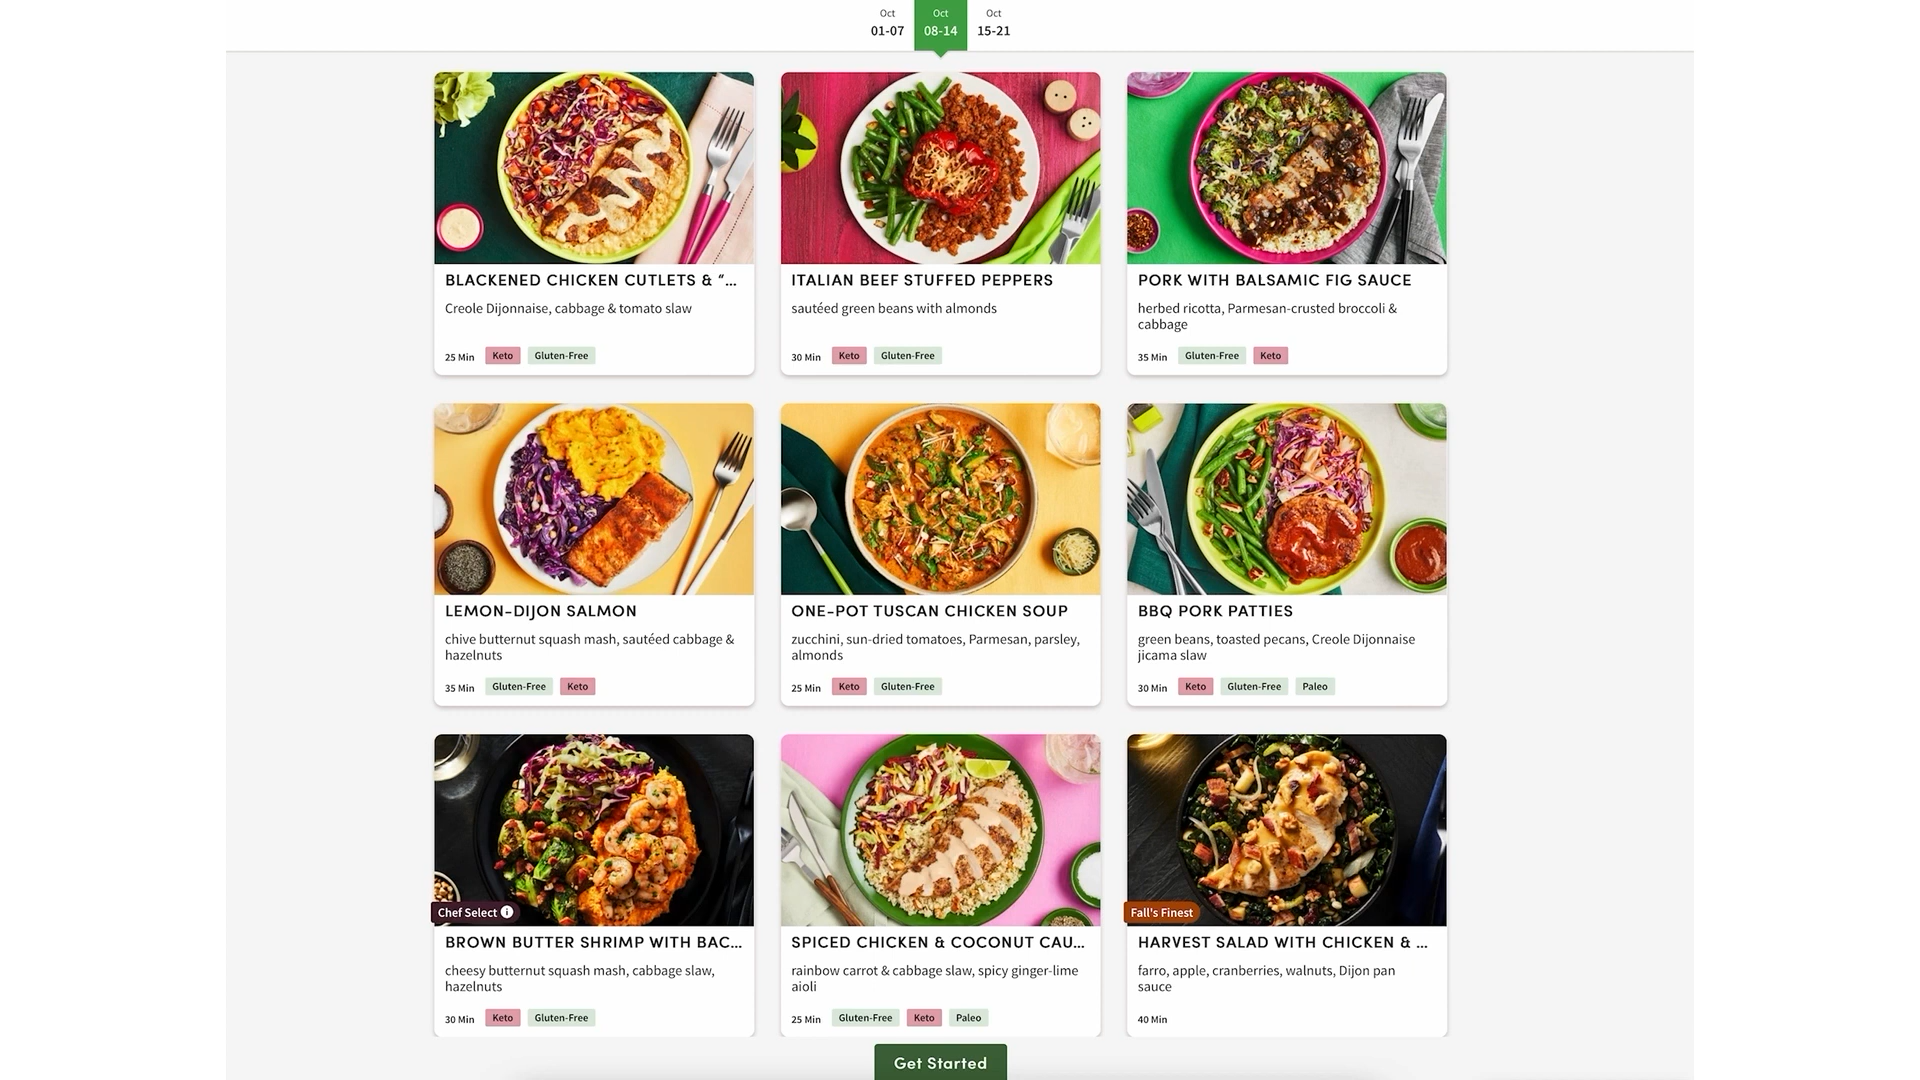 Oct
01-07
Oct
08-14
Oct
15-21
BLACKENED CHICKEN CUTLETS & “...
Creole Dijonnaise, cabbage & tomato slaw
25 Min Keto Gluten-Free
ITALIAN BEEF STUFFED PEPPERS
sautéed green beans with almonds
30 Min Keto Gluten-Free
PORK WITH BALSAMIC FIG SAUCE
herbed ricotta, Parmesan-crusted broccoli &
cabbage
35 Min Gluten-Free Keto
LEMON-DIJON SALMON
chive butternut squash mash, sautéed cabbage &
hazelnuts
35 Min Gluten-Free Keto
ONE-POT TUSCAN CHICKEN SOUP
zucchini, sun-dried tomatoes, Parmesan, parsley,
almonds
25 Min Keto Gluten-Free
BBQ PORK PATTIES
green beans, toasted pecans, Creole Dijonnaise
jicama slaw
30 Min Keto Gluten-Free Paleo
Chef Select i
BROWN BUTTER SHRIMP WITH BAC...
cheesy butternut squash mash, cabbage slaw,
hazelnuts
30 Min Keto Gluten-Free
SPICED CHICKEN & COCONUT CAU...
rainbow carrot & cabbage slaw, spicy ginger-lime
aioli
25 Min Gluten-Free Keto Paleo
Fall's Finest
HARVEST SALAD WITH CHICKEN & ...
farro, apple, cranberries, walnuts, Dijon pan
sauce
40 Min
Get Started